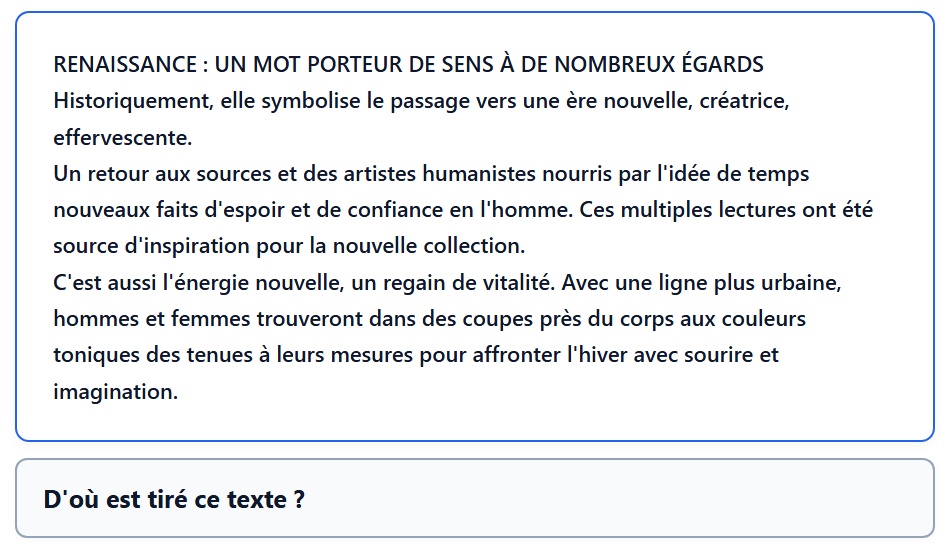 RENAISSANCE : UN MOT PORTEUR DE SENS À DE NOMBREUX ÉGARDS
Historiquement, elle symbolise le passage vers une ère nouvelle, créatrice,
effervescente.
Un retour aux sources et des artistes humanistes nourris par l'idée de temps
nouveaux faits d'espoir et de confiance en l'homme. Ces multiples lectures ont été
source d'inspiration pour la nouvelle collection.
C'est aussi l'énergie nouvelle, un regain de vitalité. Avec une ligne plus urbaine,
hommes et femmes trouveront dans des coupes près du corps aux couleurs
toniques des tenues à leurs mesures pour affronter l'hiver avec sourire et
imagination.
D'où est tiré ce texte ?